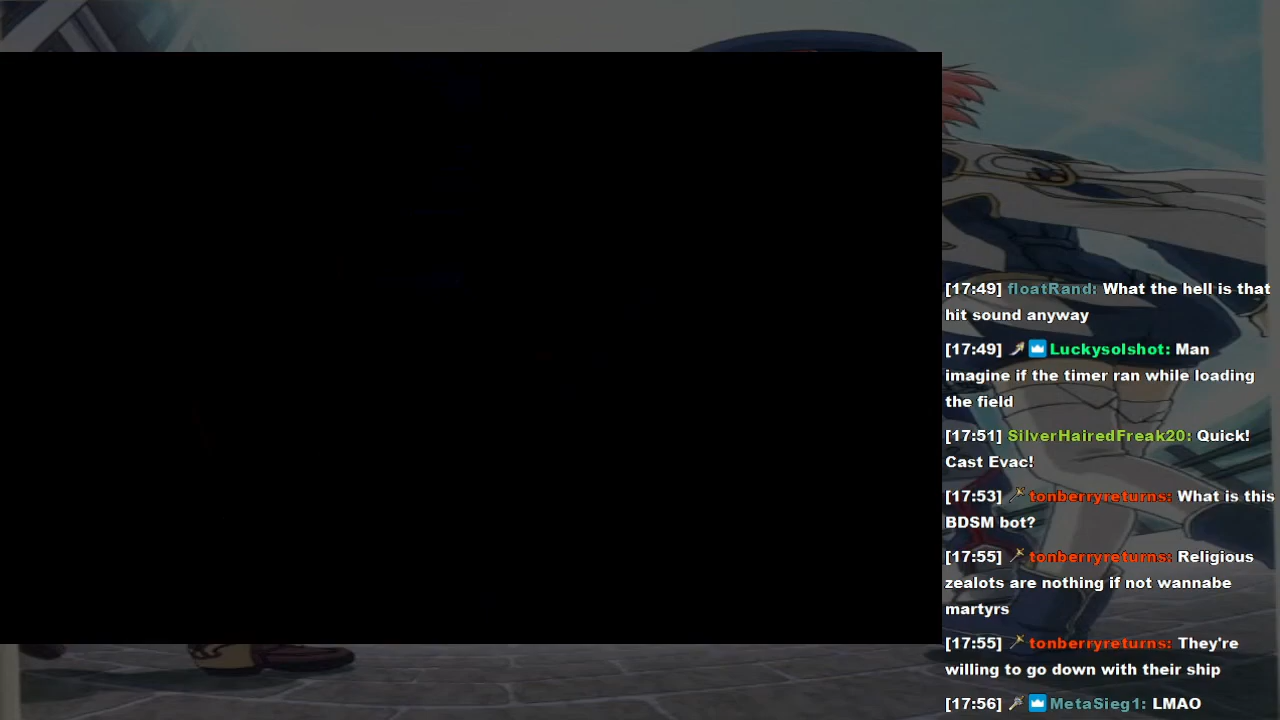 [17:49] floatRand: What the hell is that
hit sound anyway
[17:49] Luckysolshot: Man
imagine if the timer ran while loading
the field
[17:51] SilverHairedFreak20: Quick!
Cast Evac!
[17:53] tonberryreturns: What is this
BDSM bot?
[17:55] tonberryreturns: Religious
zealots are nothing if not wannabe
martyrs
[17:55] tonberryreturns: They're
willing to go down with their ship
[17:56] MetaSieg1: LMAO